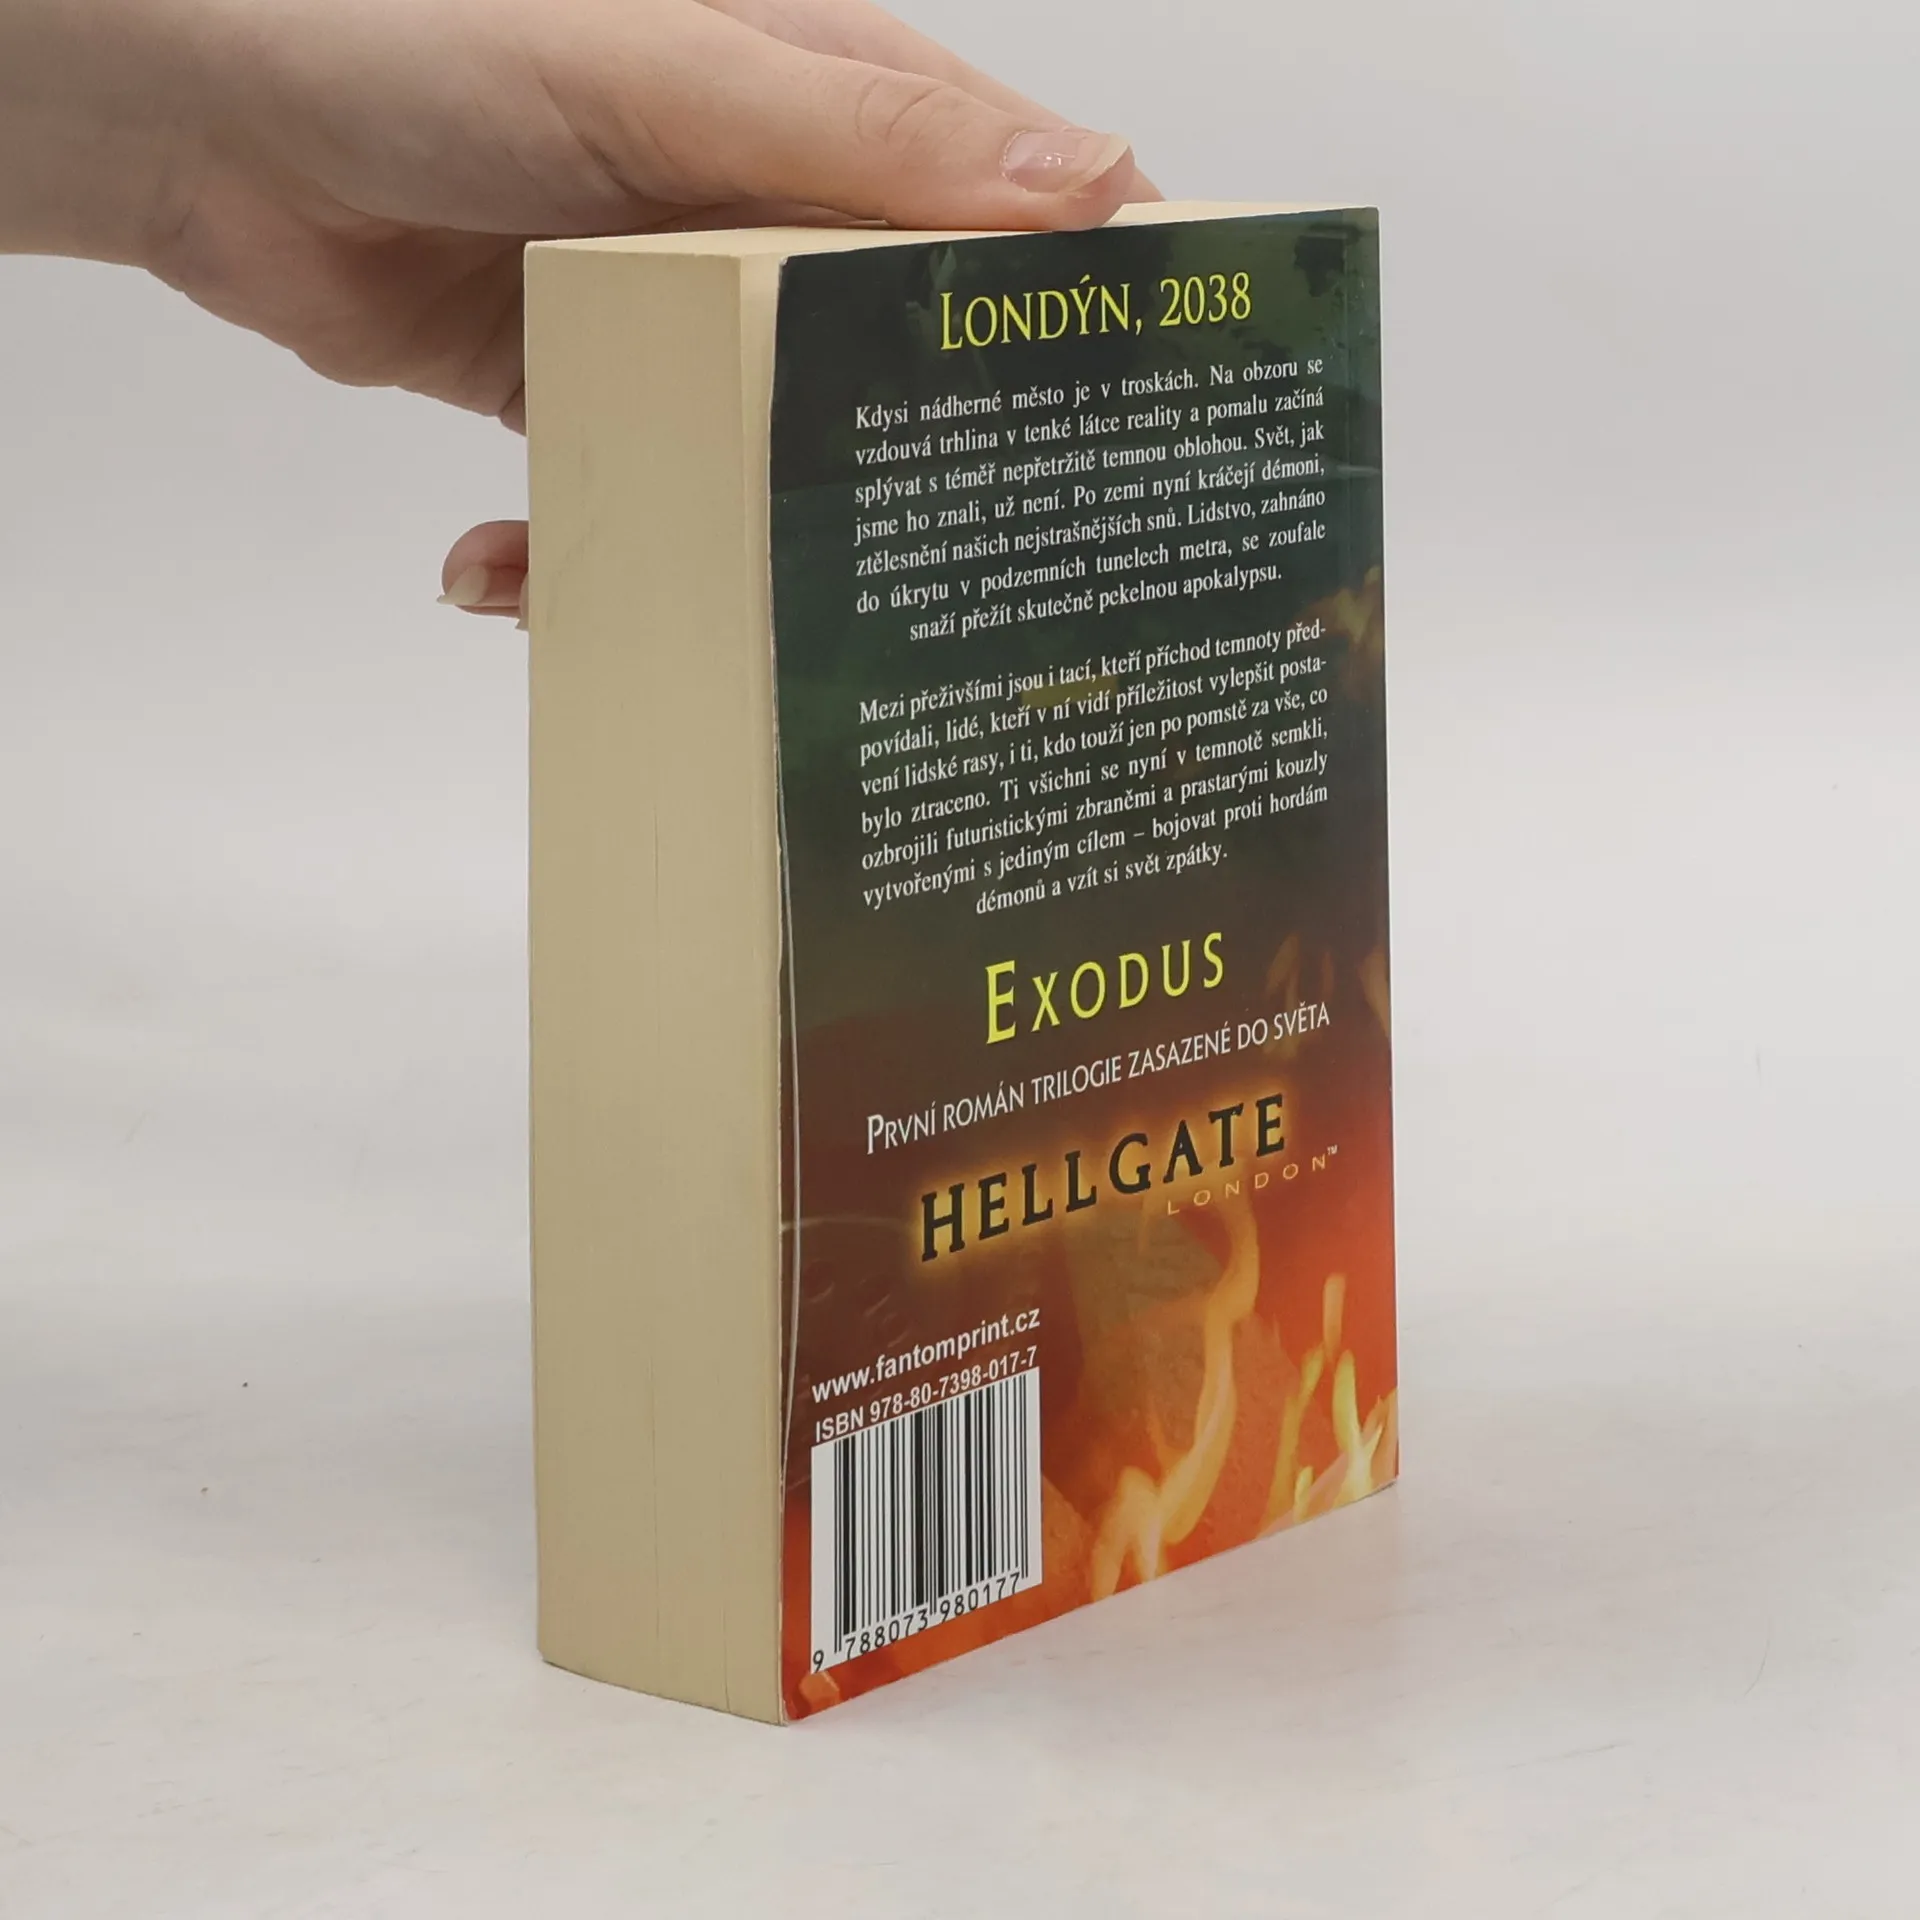 LONDÝN, 2038
Kdysi nádherné město je v troskách. Na obzoru se
vzdouvá trhlina v tenké látce reality a pomalu začíná
splývat s téměř nepřetržitě temnou oblohou. Svět, jak
jsme ho znali, už není. Po zemi nyní kráčejí démoni,
ztělesnění našich nejstrašnějších snů. Lidstvo, zahnáno
do úkrytu v podzemních tunelech metra, se zoufale
snaží přežít skutečně pekelnou apokalypsu.
Mezi přeživšími jsou i tací, kteří příchod temnoty před-
povídali, lidé, kteří v ní vidí příležitost vylepšit posta-
vení lidské rasy, i ti, kdo touží jen po pomstě za vše, co
bylo ztraceno. Ti všichni se nyní v temnotě semkli,
ozbrojili futuristickými zbraněmi a prastarými kouzly
vytvořenými s jediným cílem – bojovat proti hordám
démonů a vzít si svět zpátky.
EXODUS
PRVNÍ ROMÁN TRILOGIE ZASAZENÉ DO SVĚTA
HELLGATE
LONDON™
www.fantomprint.cz
ISBN 978-80-7398-017-7
9 788073 980177